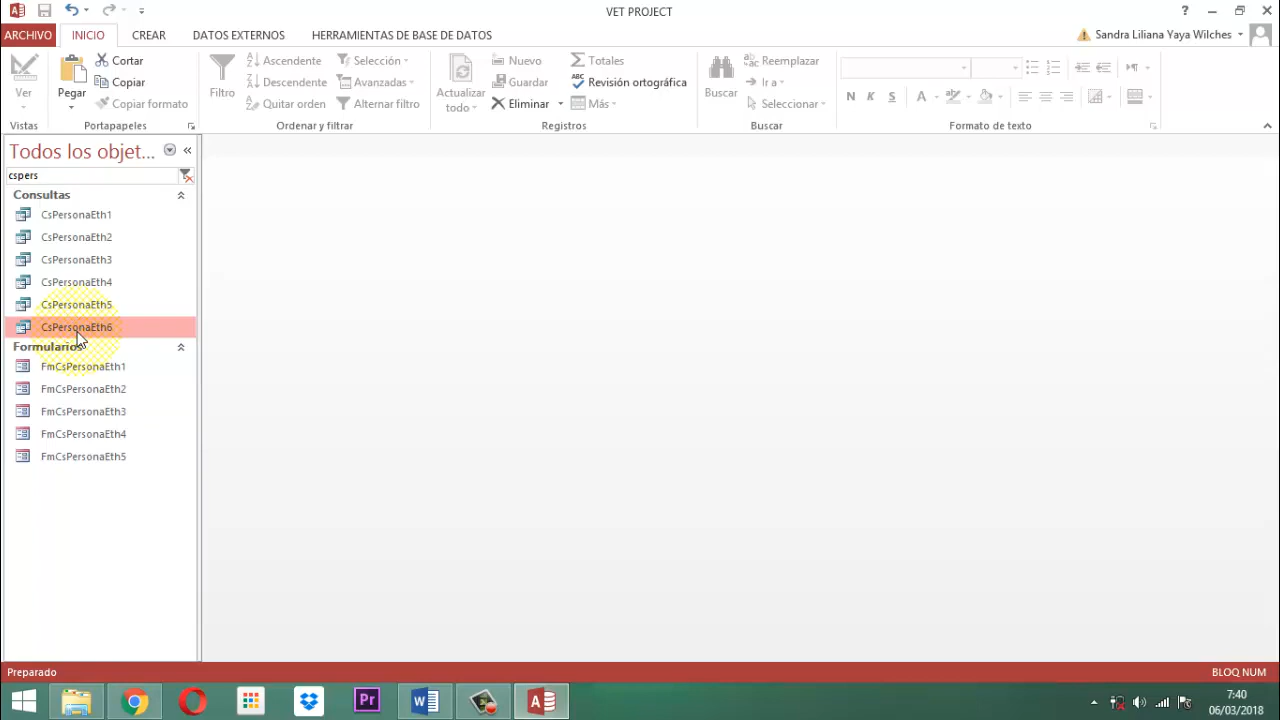 VET PROJECT
?
ARCHIVO INICIO CREAR DATOS EXTERNOS HERRAMIENTAS DE BASE DE DATOS Sandra Liliana Yaya Wilches
Ver
Vistas
Pegar
Cortar
Copiar
Copiar formato
Portapapeles
Filtro
Ascendente
Descendente
Quitar orden
Selección
Avanzadas
Alternar filtro
Ordenar y filtrar
Actualizar
todo
Nuevo
Guardar
Eliminar
Totales
Revisión ortográfica
Más
Registros
Buscar
Reemplazar
Ir a
Seleccionar
Buscar
N K S A
Formato de texto
Todos los objet...
cspers
Consultas
CsPersonaEth1
CsPersonaEth2
CsPersonaEth3
CsPersonaEth4
CsPersonaEth5
CsPersonaEth6
Formularios
FmCsPersonaEth1
FmCsPersonaEth2
FmCsPersonaEth3
FmCsPersonaEth4
FmCsPersonaEth5
Preparado
BLOQ NUM
Pr
7:40
06/03/2018